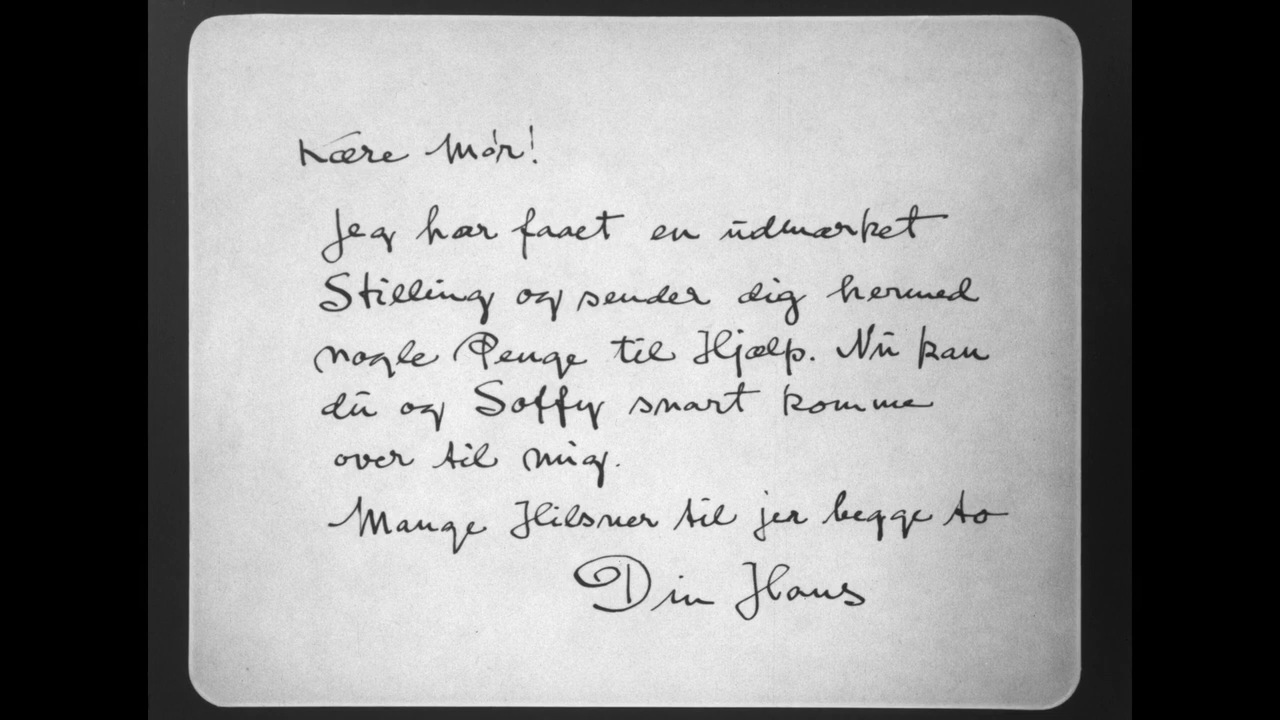 Kære Mor!
Jeg har faaet en udmærket
Stilling og sender dig hermed
nogle Penge til Hjælp. Nu kan
du og Soffy snart komme
over til mig.
Mange Hilsner til jer begge to
Din Hans